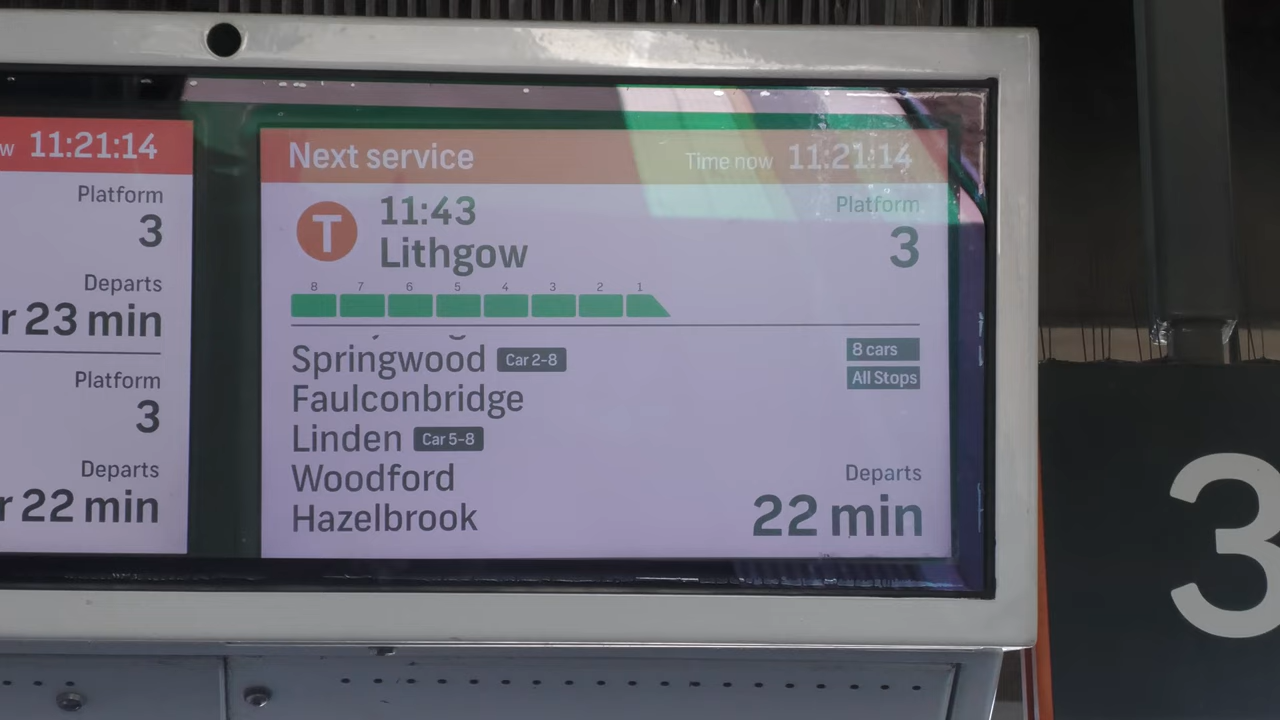 w 11:21:14
Platform
3
Departs
r 23 min
Platform
3
Departs
r 22 min
Next service Time now 11:21:14
T 11:43 Platform
Lithgow 3
8 7 6 5 4 3 2 1
Springwood Car 2-8 8 cars
Faulconbridge All Stops
Linden Car 5-8
Woodford Departs
Hazelbrook 22 min
3